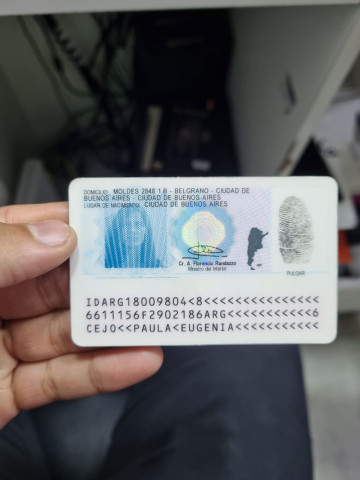 DOMICILIO: MOLDES 2848 1.B - BELGRANO - CIUDAD DE
BUENOS AIRES - CIUDAD DE BUENOS AIRES
LUGAR DE NACIMIENTO: CIUDAD DE BUENOS AIRES
Cr. A. Florencio Randazzo
Ministro del Interior
PULGAR
IDARG18009804<8<<<<<<<<<<<<<<<
6611156F2902186ARG<<<<<<<<<<<6
CEJO<<PAULA<EUGENIA<<<<<<<<<<<